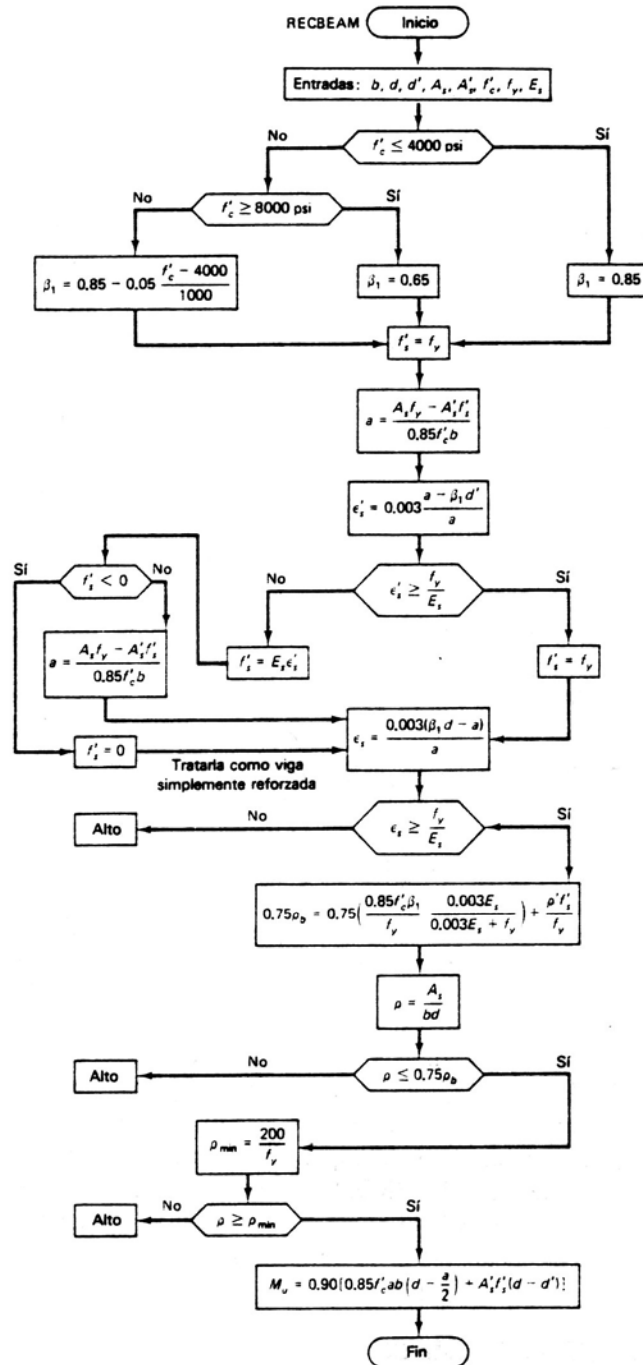 RECBEAM Inicio
Entradas: b, d, d', A_s, A'_s, f'_c, f_y, E_s
No f'_c ≤ 4000 psi Sí
No f'_c ≥ 8000 psi Sí
β_1 = 0.85 − 0.05 (f'_c − 4000)/1000
β_1 = 0.65
β_1 = 0.85
f'_s = f_y
a = (A_s f_y − A'_s f'_s)/(0.85f'_c b)
ϵ'_s = 0.003 (a − β_1 d')/a
Sí f'_s < 0 No
No ϵ'_s ≥ f_y/E_s Sí
a = (A_s f_y − A'_s f'_s)/(0.85f'_c b)
f'_s = E_s ϵ'_s
f'_s = f_y
f'_s = 0
Tratarla como viga
simplemente reforzada
ϵ_s = 0.003(β_1 d − a)/a
Alto No ϵ_s ≥ f_y/E_s Sí
0.75ρ_b = 0.75((0.85f'_c β_1)/f_y (0.003E_s)/(0.003E_s + f_y)) + (ρ'f'_s)/f_y
ρ = A_s/bd
Alto No ρ ≤ 0.75ρ_b Sí
ρ_min = 200/f_y
Alto No ρ ≥ ρ_min Sí
M_u = 0.90[0.85f'_c ab(d − a/2) + A'_s f'_s(d − d')]
Fin